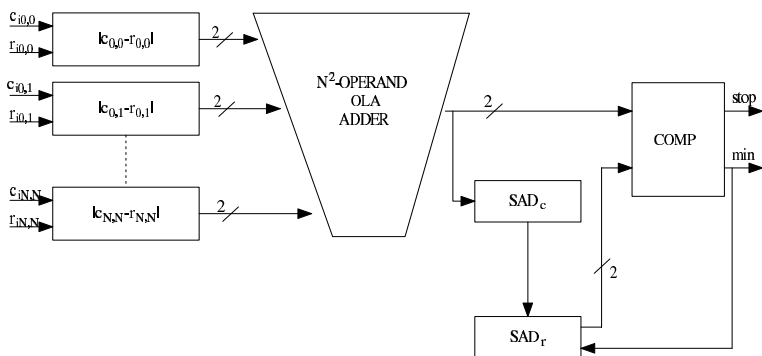 c_{i0,0}
r_{i0,0}
|c_{0,0}-r_{0,0}|
2
c_{i0,1}
r_{i0,1}
|c_{0,1}-r_{0,1}|
2
c_{iN,N}
r_{iN,N}
|c_{N,N}-r_{N,N}|
2
N²-OPERAND
OLA
ADDER
2
COMP
stop
min
SAD_c
2
SAD_r